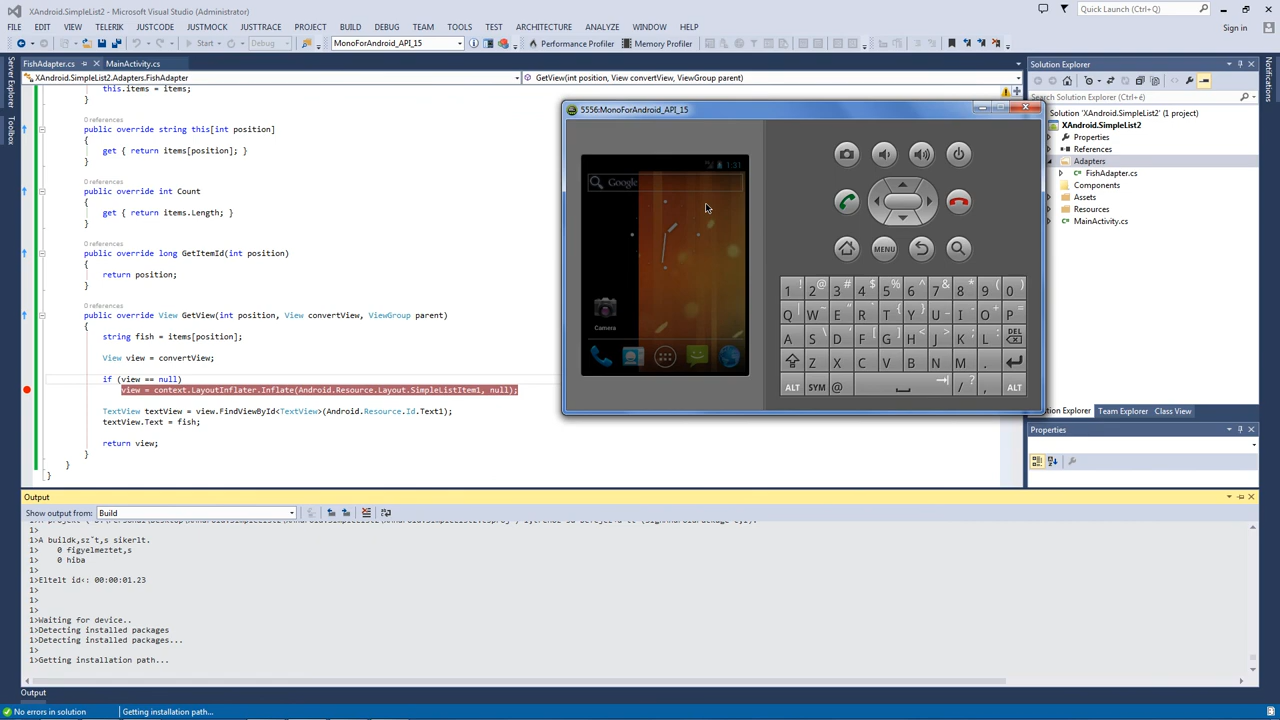 XAndroid.SimpleList2 - Microsoft Visual Studio (Administrator)
Quick Launch (Ctrl+Q)
FILE EDIT VIEW TELERIK JUSTCODE JUSTMOCK JUSTTRACE PROJECT BUILD DEBUG TEAM TOOLS TEST ARCHITECTURE ANALYZE WINDOW HELP
Sign in
Start Debug MonoForAndroid_API_15 Performance Profiler Memory Profiler
FishAdapter.cs MainActivity.cs
XAndroid.SimpleList2.Adapters.FishAdapter GetView(int position, View convertView, ViewGroup parent)
Server Explorer
Toolbox
Notifications
this.items = items;
}
0 references
public override string this[int position]
{
get { return items[position]; }
}
0 references
public override int Count
{
get { return items.Length; }
}
0 references
public override long GetItemId(int position)
{
return position;
}
0 references
public override View GetView(int position, View convertView, ViewGroup parent)
{
string fish = items[position];
View view = convertView;
if (view == null)
view = context.LayoutInflater.Inflate(Android.Resource.Layout.SimpleListItem1, null);
TextView textView = view.FindViewById<TextView>(Android.Resource.Id.Text1);
textView.Text = fish;
return view;
}
}
}
5556:MonoForAndroid_API_15
1:31
Google
Camera
MENU
1 ! 2 @ 3 # 4 $ 5 % 6 ^ 7 & 8 * 9 ( 0 )
Q W E R T Y U I O P
A S D F G H J K L DEL
Z X C V B N M .
ALT SYM @ / ? , ALT
Solution Explorer
Search Solution Explorer (Ctrl+é)
Solution 'XAndroid.SimpleList2' (1 project)
XAndroid.SimpleList2
Properties
References
Adapters
FishAdapter.cs
Components
Assets
Resources
MainActivity.cs
Team Explorer Class View
Properties
Output
Show output from: Build
1>
1>A buildk‚sz¡t‚s sikerlt.
1> 0 figyelmeztet‚s
1> 0 hiba
1>
1>Eltelt id‹: 00:00:01.23
1>
1>
1>
1>Waiting for device..
1>Detecting installed packages
1>Detecting installed packages...
1>
1>Getting installation path...
Output
No errors in solution Getting installation path...